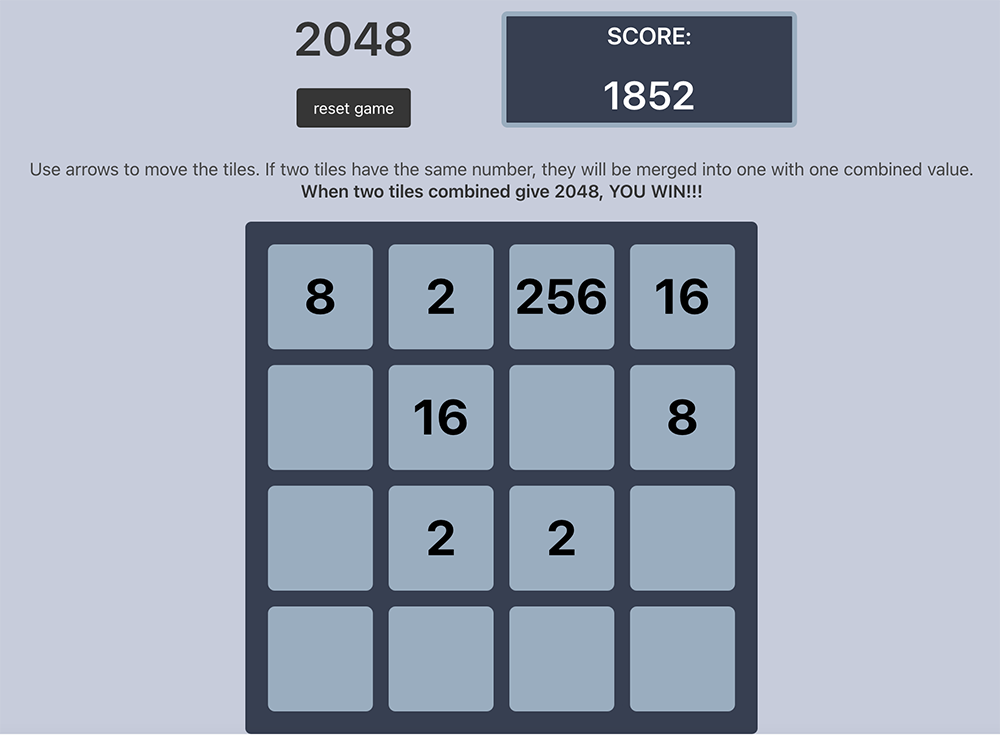 2048
SCORE:
reset game
1852
Use arrows to move the tiles. If two tiles have the same number, they will be merged into one with one combined value.
When two tiles combined give 2048, YOU WIN!!!
8 2 256 16
16 8
2 2